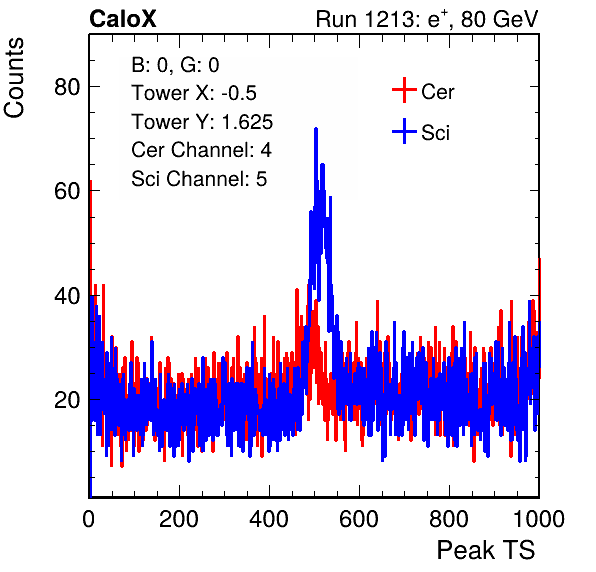 CaloX Run 1213: e⁺, 80 GeV
Counts
B: 0, G: 0
Tower X: -0.5
Tower Y: 1.625
Cer Channel: 4
Sci Channel: 5
Cer
Sci
80
60
40
20
0 200 400 600 800 1000
Peak TS